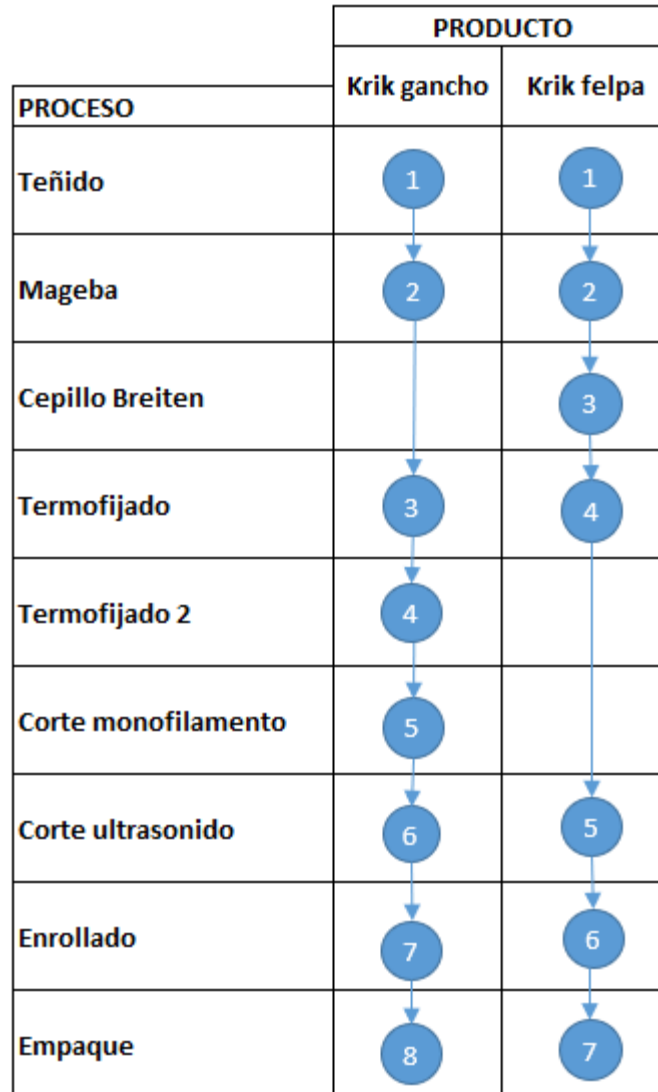 PRODUCTO
PROCESO Krik gancho Krik felpa
Teñido 1 1
Mageba 2 2
Cepillo Breiten 3
Termofijado 3 4
Termofijado 2 4
Corte monofilamento 5
Corte ultrasonido 6 5
Enrollado 7 6
Empaque 8 7